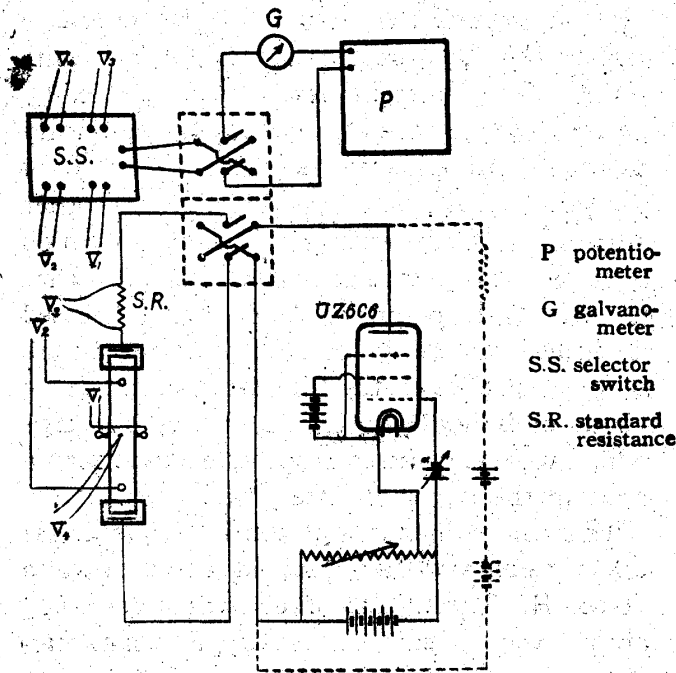 G
V₄ V₃
P
S.S.
V₂ V₁
V₃ S.R.
V₂
UZ6C6
V₁
V₄
P potentio-
meter
G galvano-
meter
S.S. selector
switch
S.R. standard
resistance